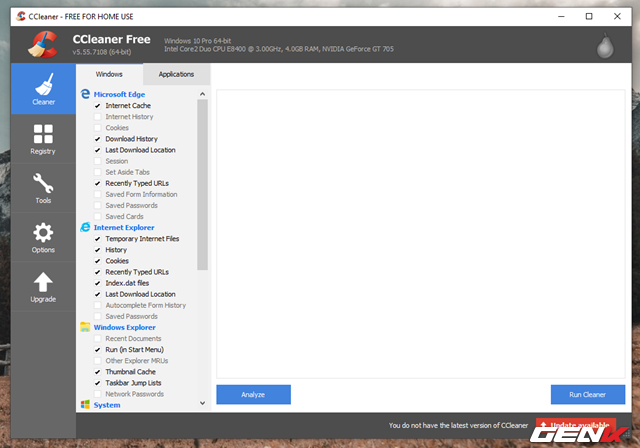 CCleaner - FREE FOR HOME USE
CCleaner Free
v5.55.7108 (64-bit)
Windows 10 Pro 64-bit
Intel Core2 Duo CPU E8400 @ 3.00GHz, 4.0GB RAM, NVIDIA GeForce GT 705
Cleaner
Registry
Tools
Options
Upgrade
Windows
Applications
Microsoft Edge
Internet Cache
Internet History
Cookies
Download History
Last Download Location
Session
Set Aside Tabs
Recently Typed URLs
Saved Form Information
Saved Passwords
Saved Cards
Internet Explorer
Temporary Internet Files
History
Cookies
Recently Typed URLs
Index.dat files
Last Download Location
Autocomplete Form History
Saved Passwords
Windows Explorer
Recent Documents
Run (in Start Menu)
Other Explorer MRUs
Thumbnail Cache
Taskbar Jump Lists
Network Passwords
System
Analyze
Run Cleaner
You do not have the latest version of CCleaner
Update available
GENK